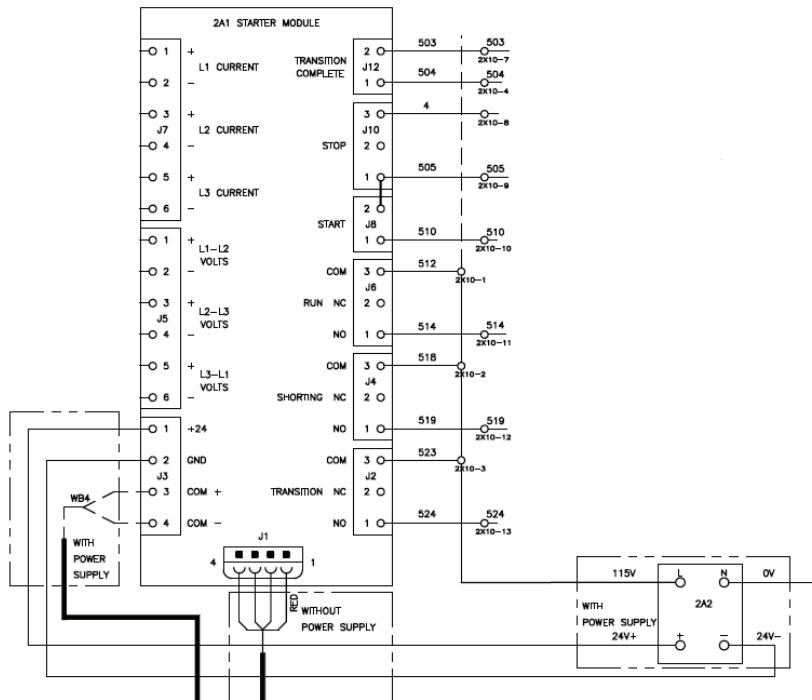 2A1 STARTER MODULE
1 + 2 503 503
L1 CURRENT TRANSITION COMPLETE J12 2X10-7
2 - 1 504 504
2X10-4
3 + 3 4
J7 L2 CURRENT J10 2X10-8
4 - STOP 2
5 + 1 505 505
L3 CURRENT 2X10-9
6 - 2
START J8
1 + 1 510 510
L1-L2 VOLTS 2X10-10
2 - COM 3 512
J6 2X10-1
3 + RUN NC 2
J5 L2-L3 VOLTS
4 - NO 1 514 514
2X10-11
5 + COM 3 518
L3-L1 VOLTS J4 2X10-2
6 - SHORTING NC 2
1 +24 NO 1 519 519
2X10-12
2 GND COM 3 523
J3 J2 2X10-3
WB4 3 COM + TRANSITION NC 2
4 COM - NO 1 524 524
2X10-13
WITH
POWER
SUPPLY
J1
4 1
RED
WITHOUT
POWER SUPPLY
115V L N 0V
2A2
WITH
POWER SUPPLY
24V+ + - 24V-